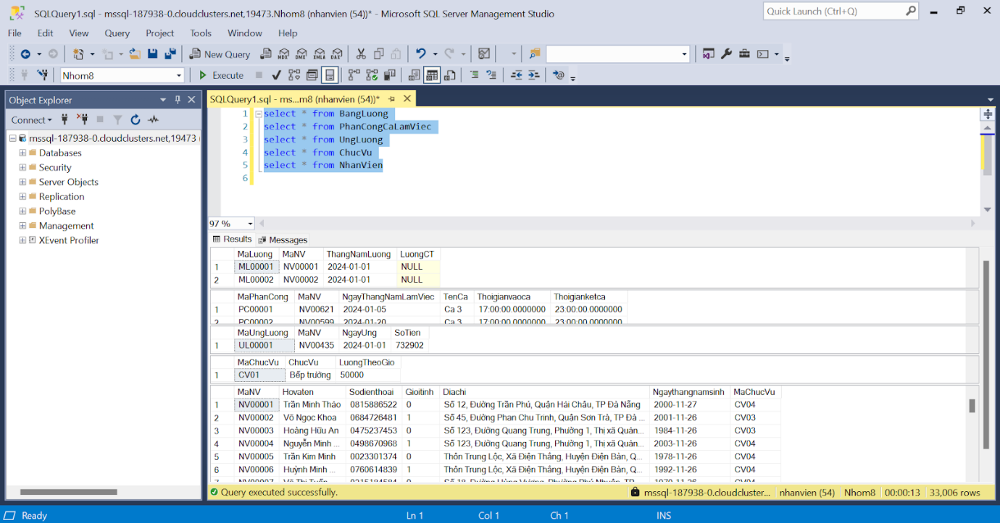 SQLQuery1.sql - mssql-187938-0.cloudclusters.net,19473.Nhom8 (nhanvien (54))* - Microsoft SQL Server Management Studio
Quick Launch (Ctrl+Q)
File Edit View Query Project Tools Window Help
New Query MDX DMX XMLA DAX
Nhom8 Execute
Object Explorer
Connect
mssql-187938-0.cloudclusters.net,19473 (
Databases
Security
Server Objects
Replication
PolyBase
Management
XEvent Profiler
SQLQuery1.sql - ms...m8 (nhanvien (54))*
1 select * from BangLuong
2 select * from PhanCongCaLamViec
3 select * from UngLuong
4 select * from ChucVu
5 select * from NhanVien
6
97 %
Results Messages
MaLuong MaNV ThangNamLuong LuongCT
1 ML00001 NV00001 2024-01-01 NULL
2 ML00002 NV00002 2024-01-01 NULL
MaPhanCong MaNV NgayThangNamLamViec TenCa Thoigianvaoca Thoigianketca
1 PC00001 NV00621 2024-01-05 Ca 3 17:00:00.0000000 23:00:00.0000000
2 PC00002 NV00599 2024-01-20 Ca 3 17:00:00.0000000 23:00:00.0000000
MaUngLuong MaNV NgayUng SoTien
1 UL00001 NV00435 2024-01-01 732902
MaChucVu ChucVu LuongTheoGio
1 CV01 Bếp trưởng 50000
MaNV Hovaten Sodienthoai Gioitinh Diachi Ngaythangnamsinh MaChucVu
1 NV00001 Trần Minh Thảo 0815886522 0 Số 12, Đường Trần Phú, Quận Hải Châu, TP Đà Nẵng 2000-11-27 CV04
2 NV00002 Võ Ngọc Khoa 0684726481 1 Số 45, Đường Phan Chu Trinh, Quận Sơn Trà, TP Đà ... 2001-11-26 CV03
3 NV00003 Hoàng Hữu An 0475237453 0 Số 123, Đường Quang Trung, Phường 1, Thị xã Quản... 1984-11-26 CV03
4 NV00004 Nguyễn Minh ... 0498670968 1 Số 123, Đường Quang Trung, Phường 1, Thị xã Quản... 2003-11-26 CV04
5 NV00005 Trần Kim Minh 0023301374 0 Thôn Trung Lộc, Xã Điện Thắng, Huyện Điện Bàn, Q... 1978-11-26 CV04
6 NV00006 Huỳnh Minh ... 0760614839 1 Thôn Trung Lộc, Xã Điện Thắng, Huyện Điện Bàn, Q... 1992-11-26 CV04
Query executed successfully. mssql-187938-0.cloudcluster... nhanvien (54) Nhom8 00:00:13 33,006 rows
Ready Ln 1 Col 1 Ch 1 INS